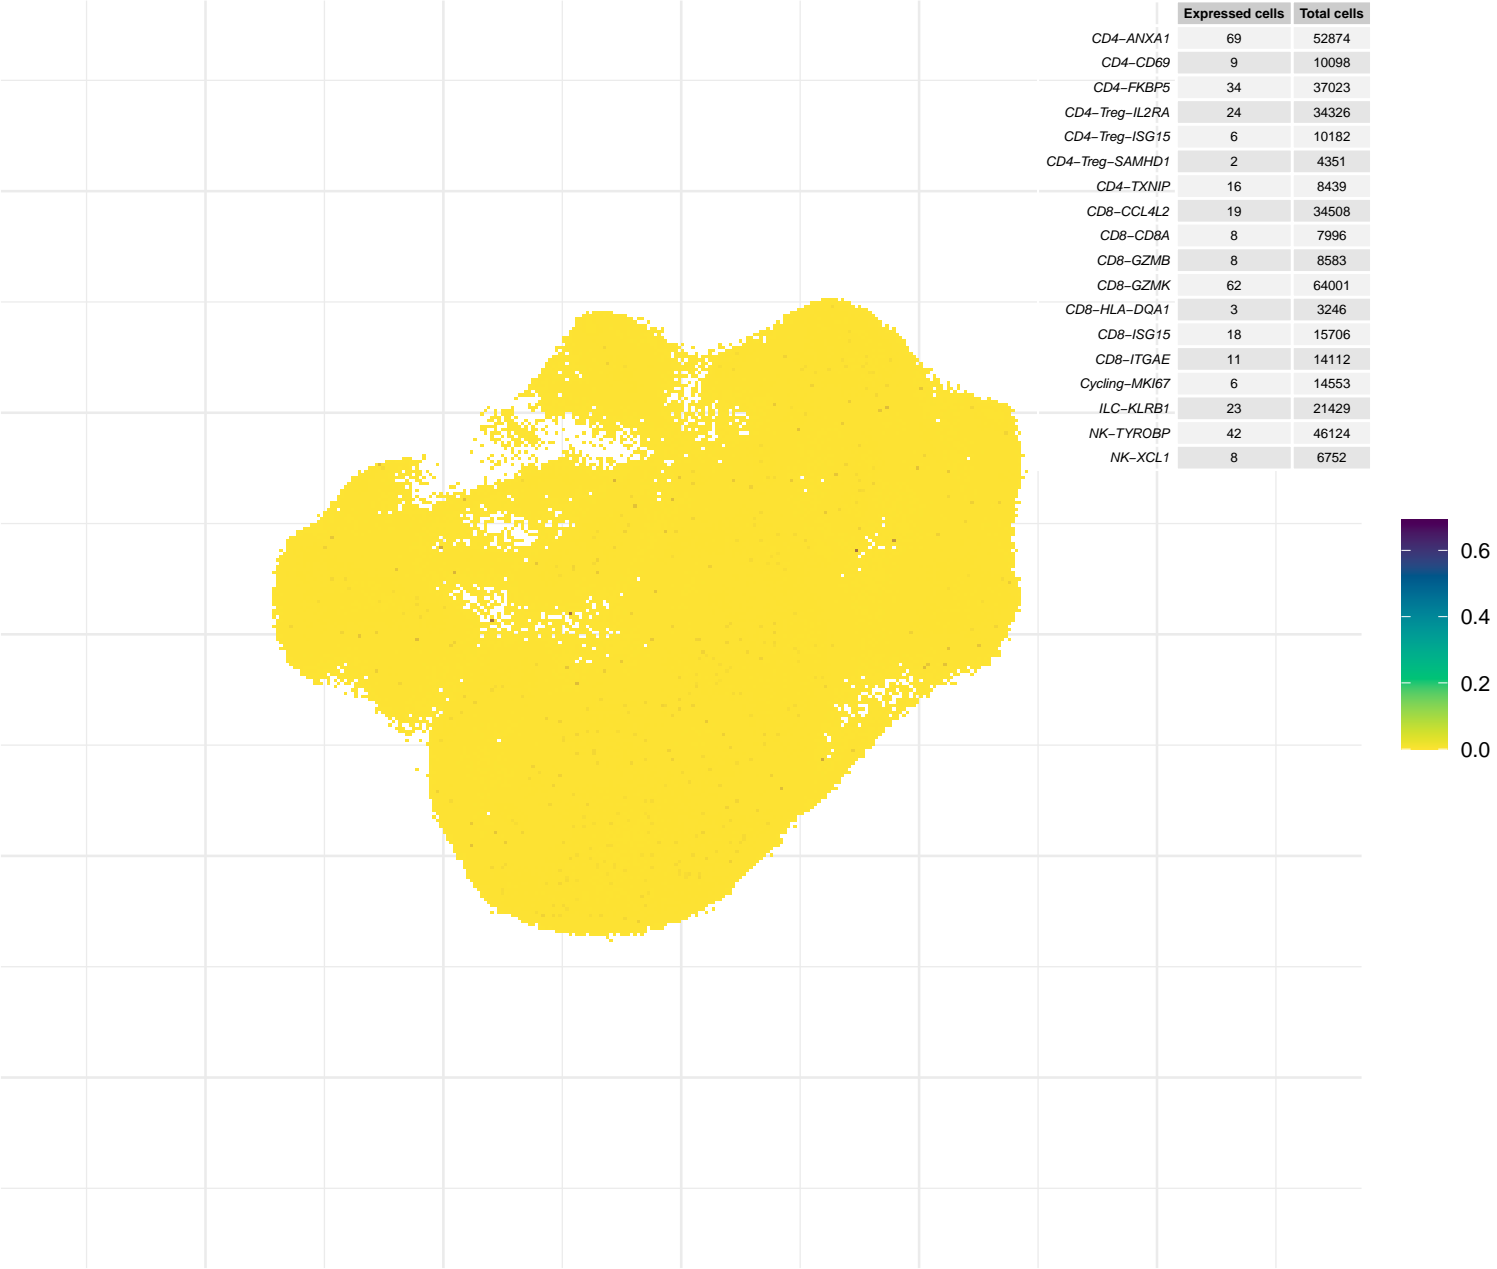 Expressed cells Total cells
CD4−ANXA1 69 52874
CD4−CD69 9 10098
CD4−FKBP5 34 37023
CD4−Treg−IL2RA 24 34326
CD4−Treg−ISG15 6 10182
CD4−Treg−SAMHD1 2 4351
CD4−TXNIP 16 8439
CD8−CCL4L2 19 34508
CD8−CD8A 8 7996
CD8−GZMB 8 8583
CD8−GZMK 62 64001
CD8−HLA−DQA1 3 3246
CD8−ISG15 18 15706
CD8−ITGAE 11 14112
Cycling−MKI67 6 14553
ILC−KLRB1 23 21429
NK−TYROBP 42 46124
NK−XCL1 8 6752
0.6
0.4
0.2
0.0